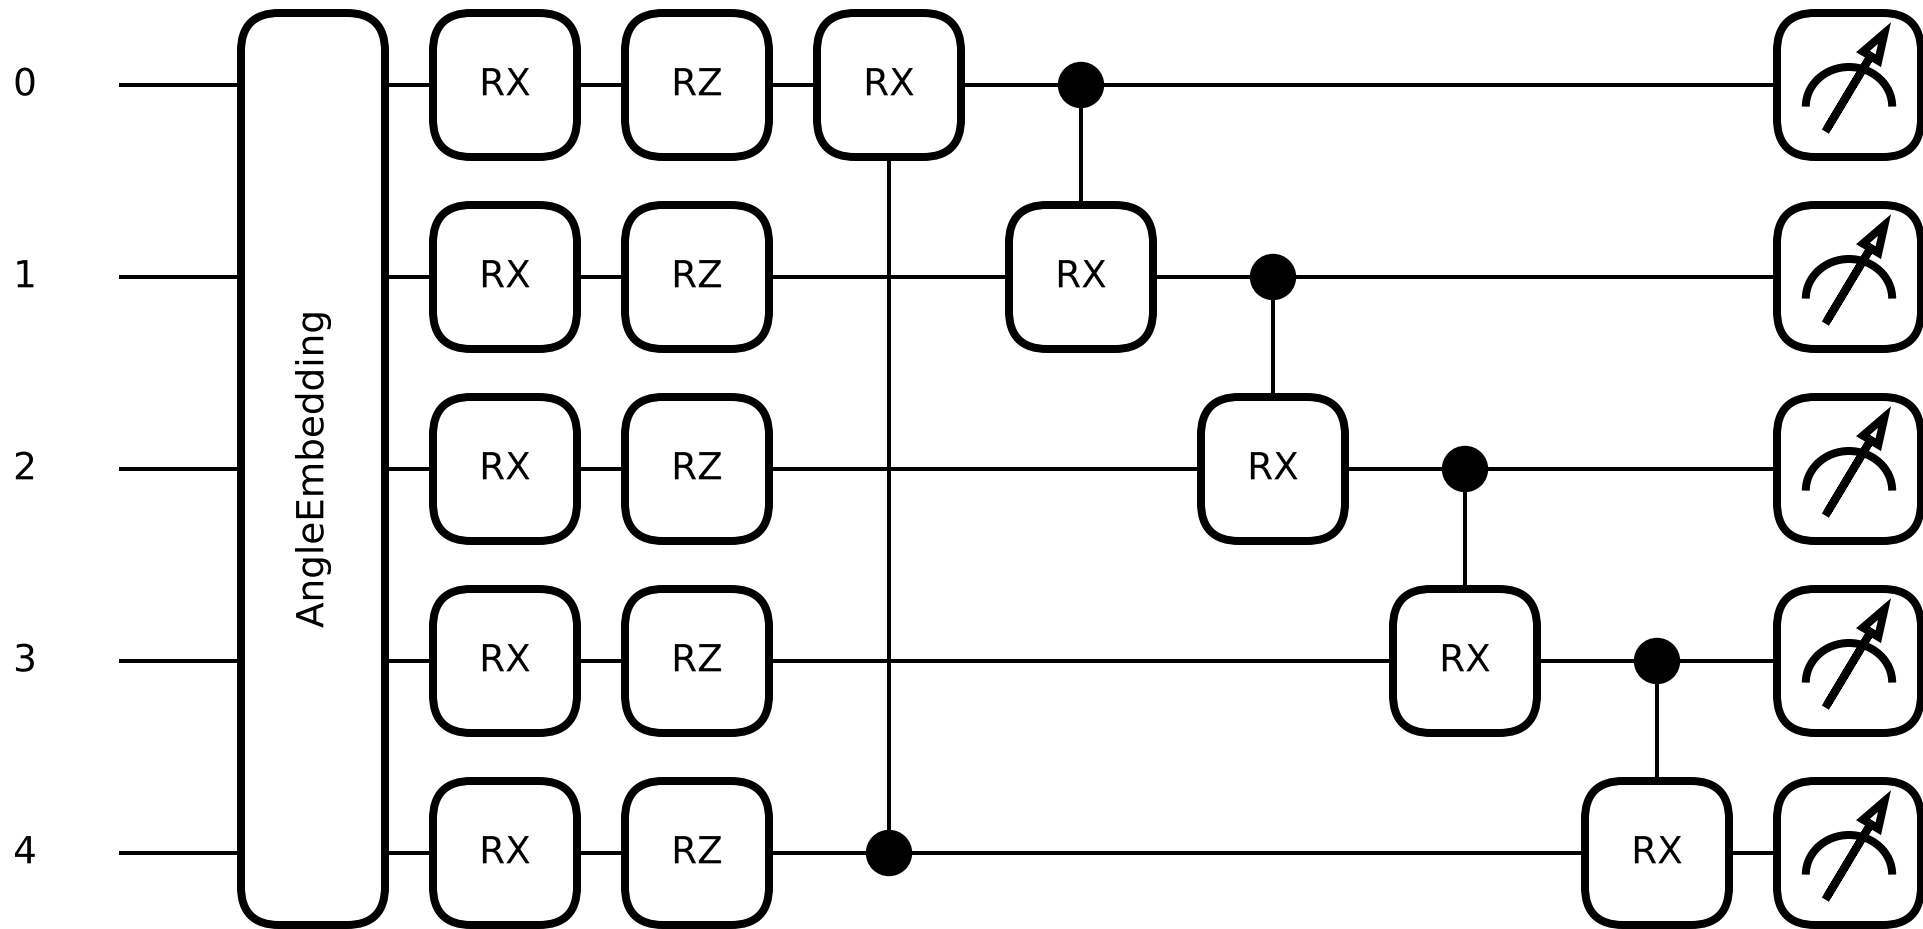 0 RX RZ RX
1 RX RZ RX
AngleEmbedding
2 RX RZ RX
3 RX RZ RX
4 RX RZ RX